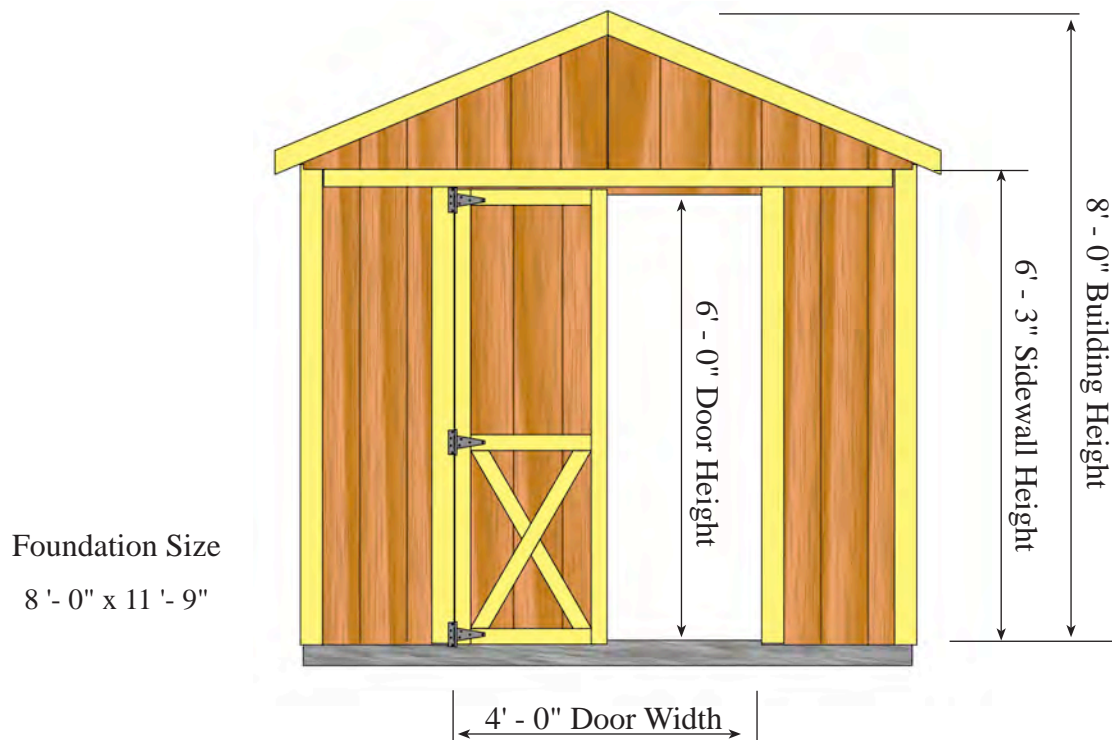 8' - 0" Building Height
6' - 3" Sidewall Height
6' - 0" Door Height
Foundation Size
8 '- 0" x 11 '- 9"
4' - 0" Door Width